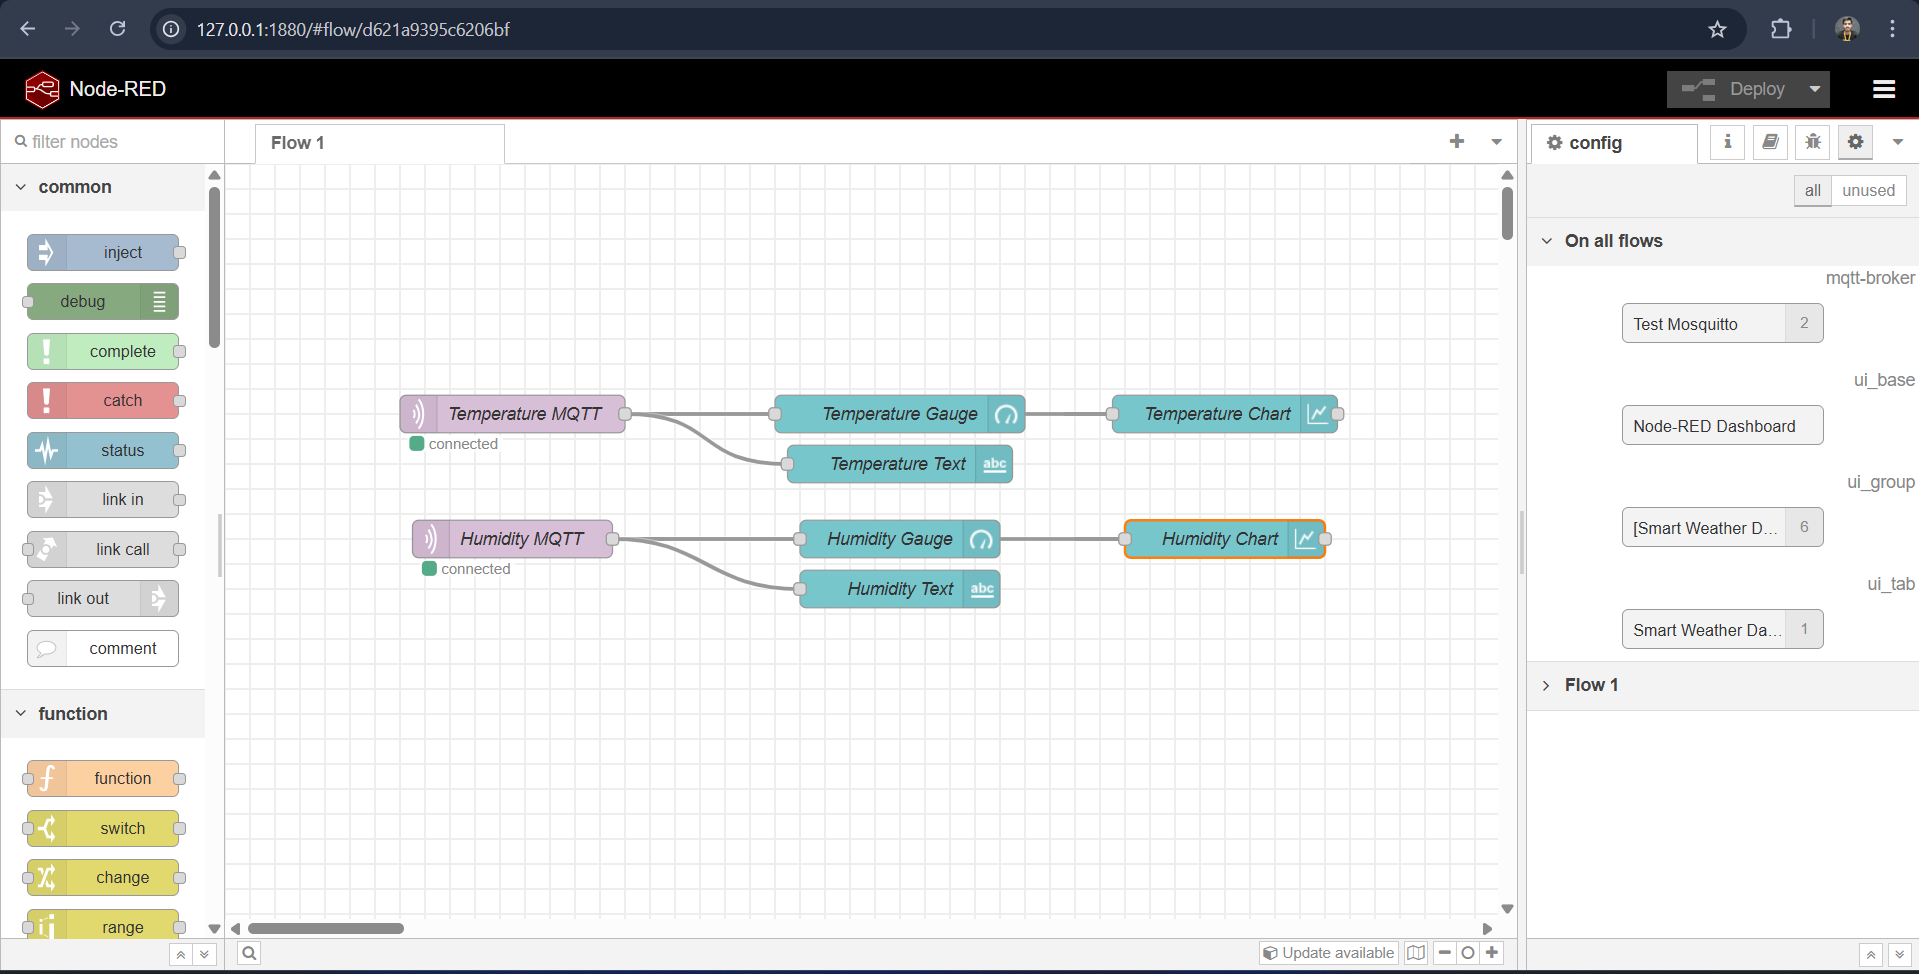 127.0.0.1:1880/#flow/d621a9395c6206bf
Node-RED
Deploy
filter nodes
Flow 1
config
common
all
unused
inject
On all flows
debug
mqtt-broker
Test Mosquitto
2
complete
ui_base
catch
Temperature MQTT
Temperature Gauge
Temperature Chart
Node-RED Dashboard
connected
status
Temperature Text
abc
ui_group
link in
[Smart Weather D...
6
Humidity MQTT
Humidity Gauge
Humidity Chart
link call
connected
ui_tab
Humidity Text
abc
link out
Smart Weather Da...
1
comment
Flow 1
function
function
switch
change
range
Update available